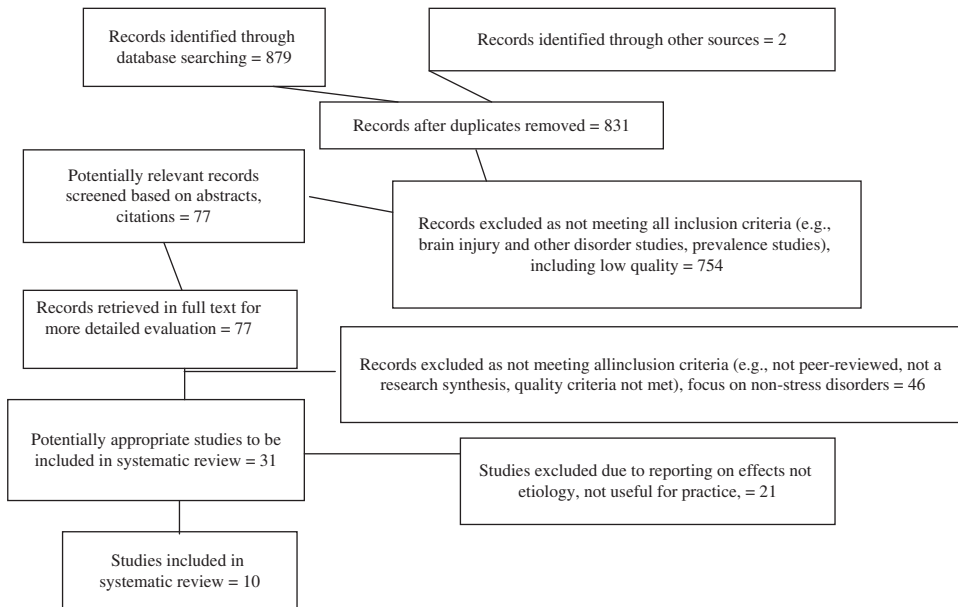 Records identified through
database searching = 879
Records identified through other sources = 2
Records after duplicates removed = 831
Potentially relevant records
screened based on abstracts,
citations = 77
Records excluded as not meeting all inclusion criteria (e.g.,
brain injury and other disorder studies, prevalence studies),
including low quality = 754
Records retrieved in full text for
more detailed evaluation = 77
Records excluded as not meeting allinclusion criteria (e.g., not peer-reviewed, not a
research synthesis, quality criteria not met), focus on non-stress disorders = 46
Potentially appropriate studies to be
included in systematic review = 31
Studies excluded due to reporting on effects not
etiology, not useful for practice, = 21
Studies included in
systematic review = 10